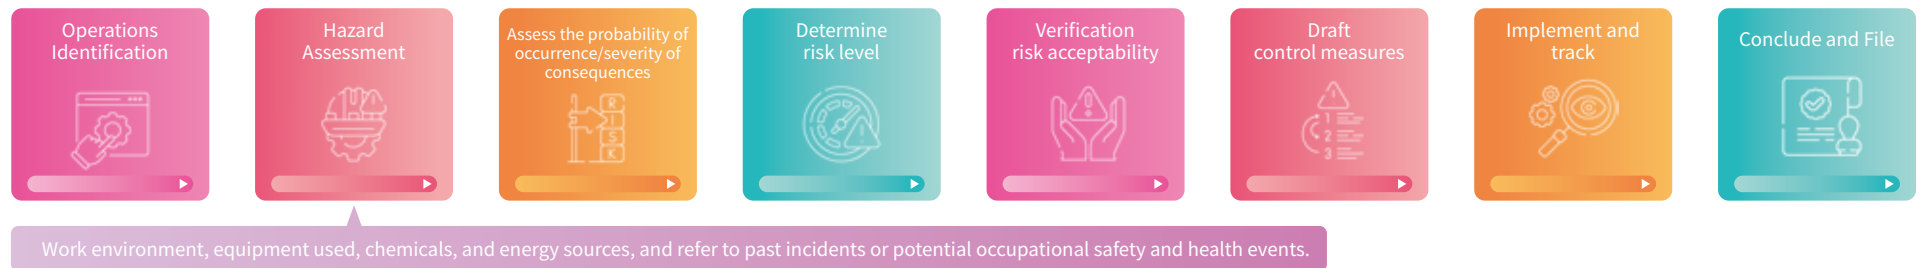 Operations
Identification
Hazard
Assessment
Assess the probability of
occurrence/severity of
consequences
R
I
S
K
Determine
risk level
Verification
risk acceptability
Draft
control measures
1
2
3
Implement and
track
Conclude and File
Work environment, equipment used, chemicals, and energy sources, and refer to past incidents or potential occupational safety and health events.